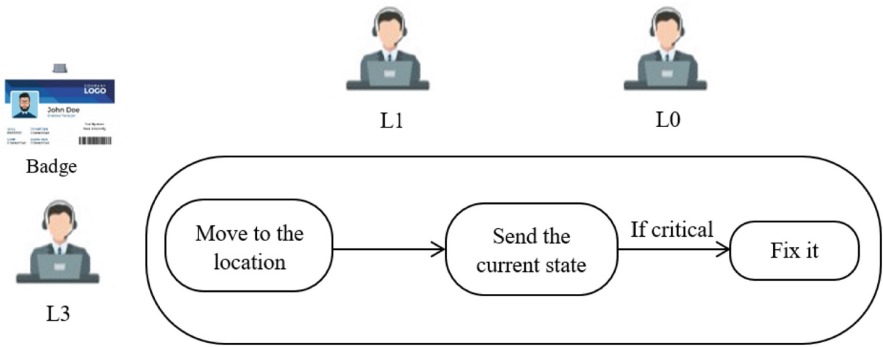 L1
L0
LOGO
John Doe
Badge
Move to the
location
Send the
current state
If critical
Fix it
L3